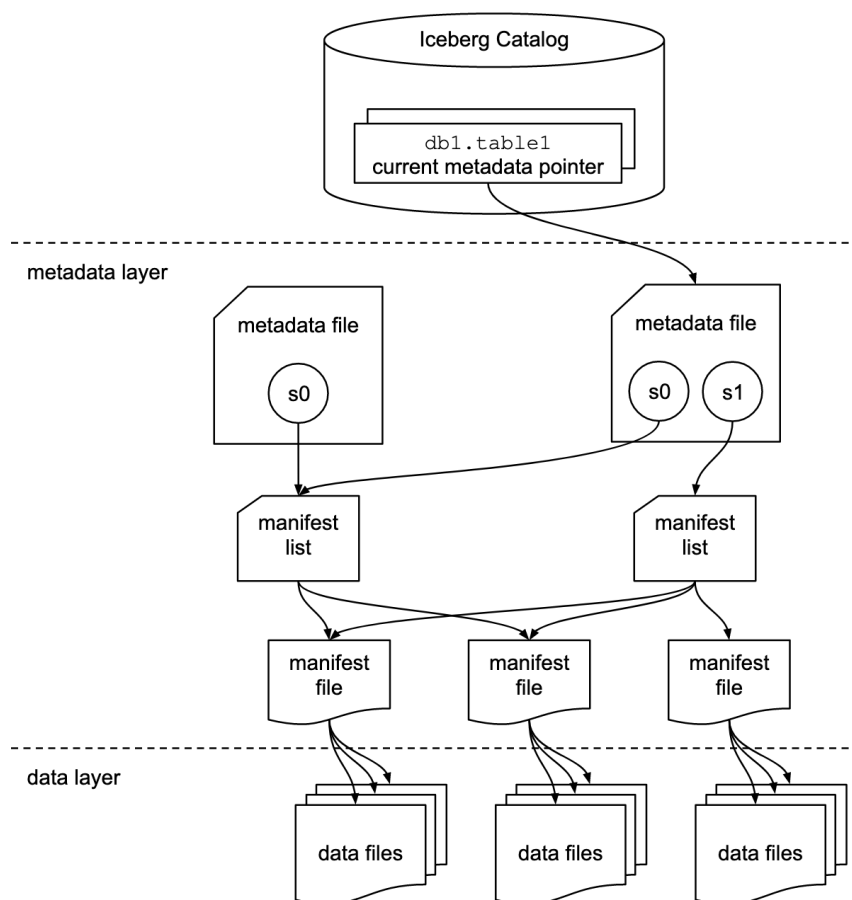 Iceberg Catalog
db1.table1
current metadata pointer
metadata layer
metadata file
s0
metadata file
s0
s1
manifest
list
manifest
list
manifest
file
manifest
file
manifest
file
data layer
data files
data files
data files